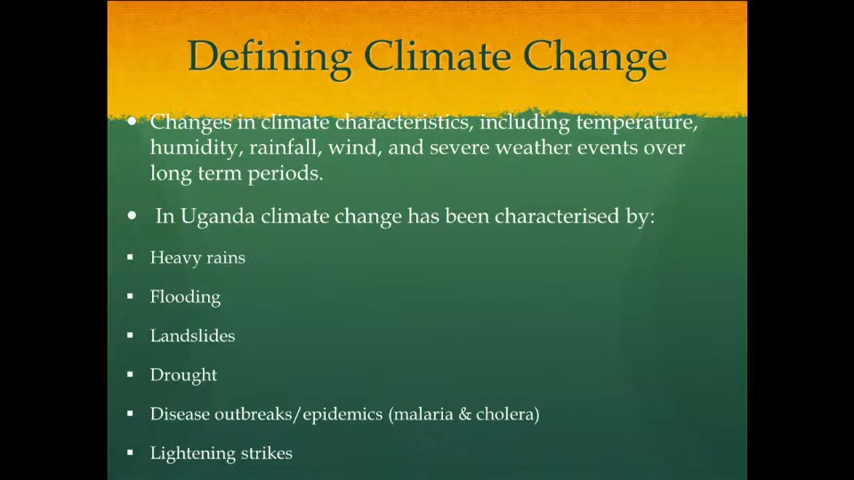 Defining Climate Change
• Changes in climate characteristics, including temperature,
humidity, rainfall, wind, and severe weather events over
long term periods.
• In Uganda climate change has been characterised by:
▪ Heavy rains
▪ Flooding
▪ Landslides
▪ Drought
▪ Disease outbreaks/epidemics (malaria & cholera)
▪ Lightening strikes